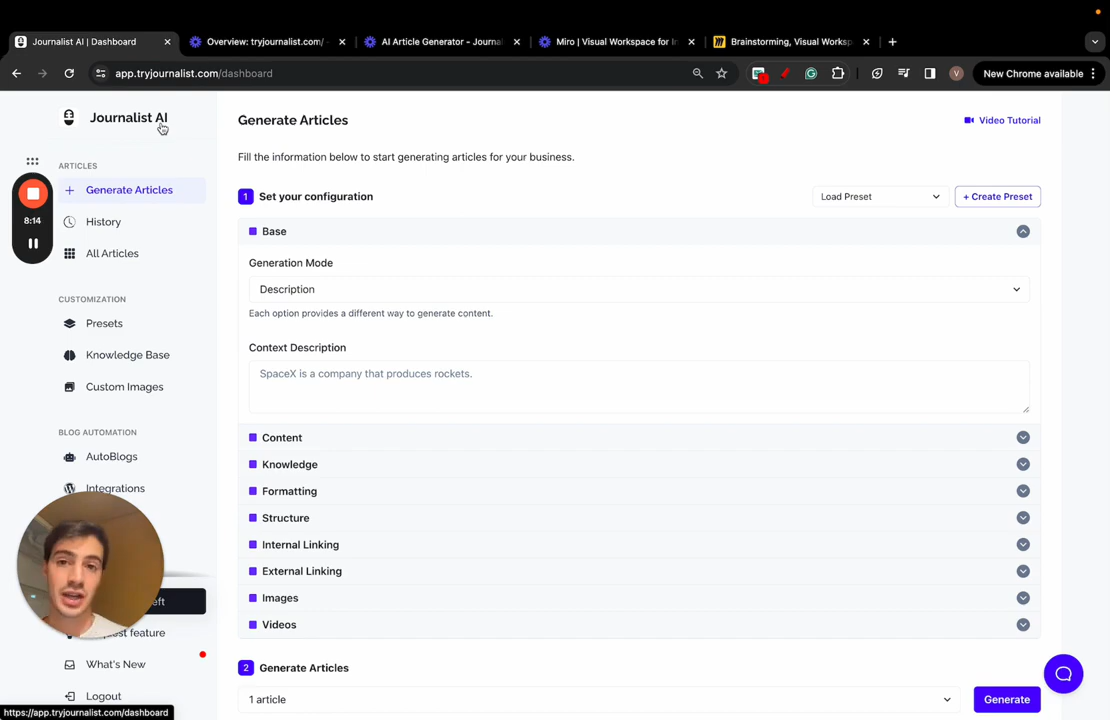 Journalist AI | Dashboard
Overview: tryjournalist.com/ -
AI Article Generator - Journal
Miro | Visual Workspace for In
Brainstorming, Visual Worksp
app.tryjournalist.com/dashboard
New Chrome available
Journalist AI
ARTICLES
Generate Articles
History
All Articles
CUSTOMIZATION
Presets
Knowledge Base
Custom Images
BLOG AUTOMATION
AutoBlogs
Integrations
eft
quest feature
What's New
Logout
https://app.tryjournalist.com/dashboard
8:14
Generate Articles
Video Tutorial
Fill the information below to start generating articles for your business.
1 Set your configuration
Load Preset
+ Create Preset
Base
Generation Mode
Description
Each option provides a different way to generate content.
Context Description
SpaceX is a company that produces rockets.
Content
Knowledge
Formatting
Structure
Internal Linking
External Linking
Images
Videos
2 Generate Articles
1 article
Generate
V